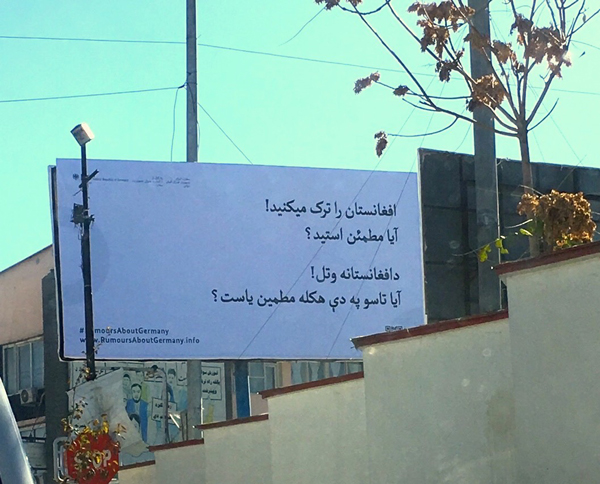 افغانستان را ترک میکنید!
آیا مطمئن استید؟
دافغانستانه وتل!
آیا تاسو په دې هکله مطمین یاست؟
#RumoursAboutGermany
www.RumoursAboutGermany.info
STOP